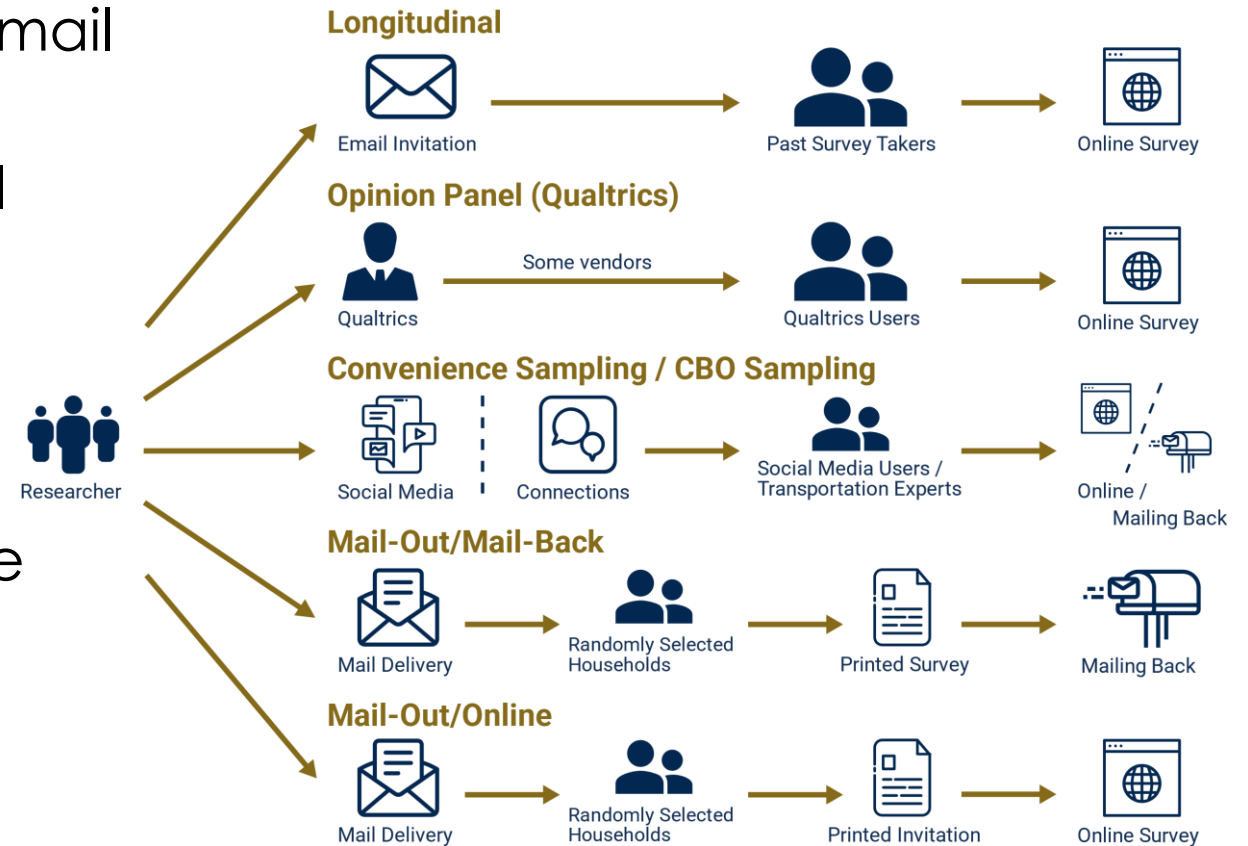 mail
l
e
Researcher
Longitudinal
Email Invitation
Past Survey Takers
Online Survey
Opinion Panel (Qualtrics)
Qualtrics
Some vendors
Qualtrics Users
Online Survey
Convenience Sampling / CBO Sampling
Social Media
Connections
Social Media Users /
Transportation Experts
Online /
Mailing Back
Mail-Out/Mail-Back
Mail Delivery
Randomly Selected
Households
Printed Survey
Mailing Back
Mail-Out/Online
Mail Delivery
Randomly Selected
Households
Printed Invitation
Online Survey